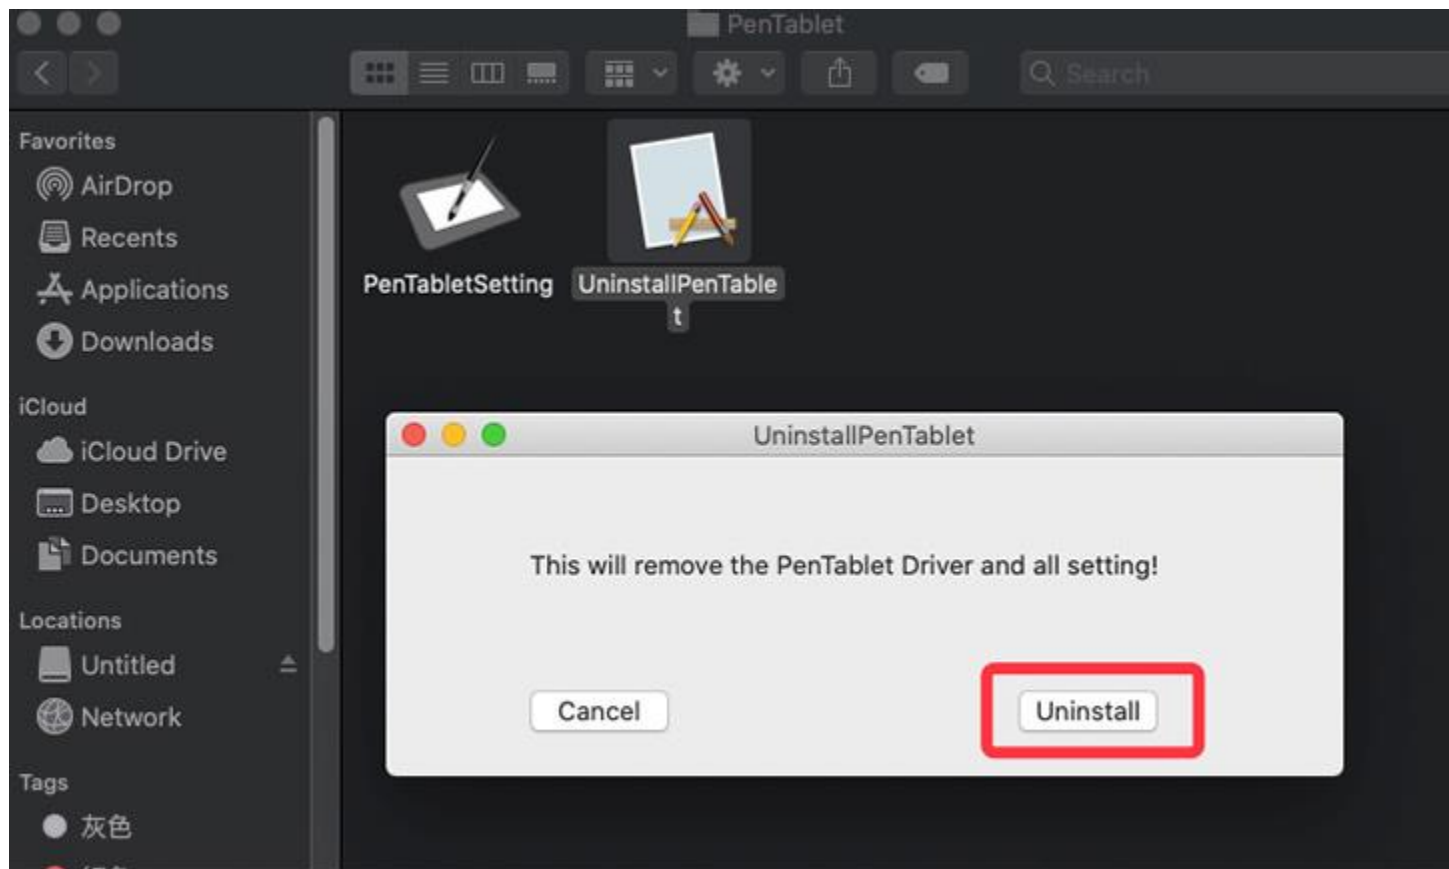 PenTablet
Search
Favorites
AirDrop
Recents
Applications
Downloads
iCloud
iCloud Drive
Desktop
Documents
Locations
Untitled
Network
Tags
灰色
PenTabletSetting
UninstallPenTable
t
UninstallPenTablet
This will remove the PenTablet Driver and all setting!
Cancel
Uninstall